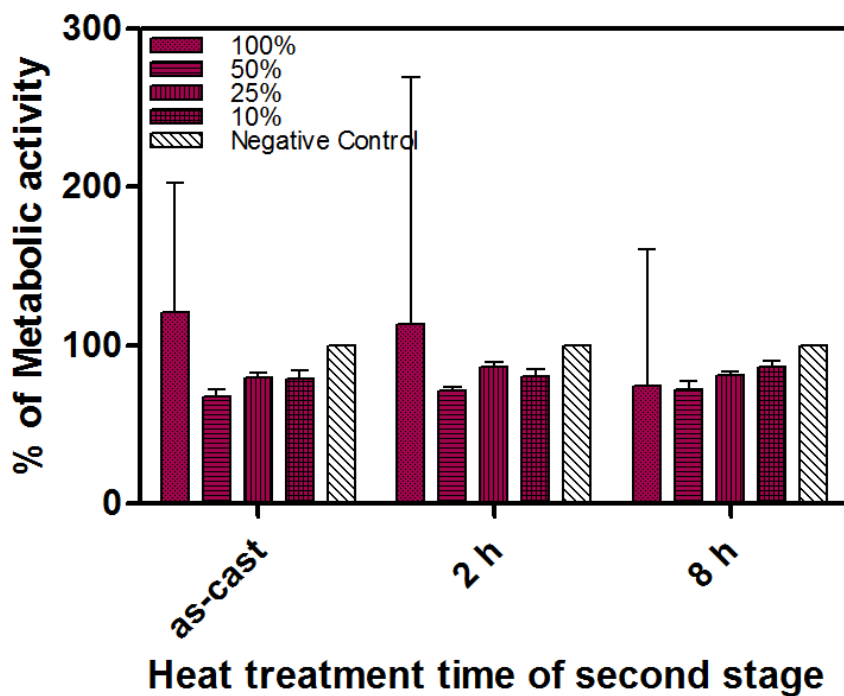 300
200
100
0
% of Metabolic activity
100%
50%
25%
10%
Negative Control
as-cast
2 h
8 h
Heat treatment time of second stage